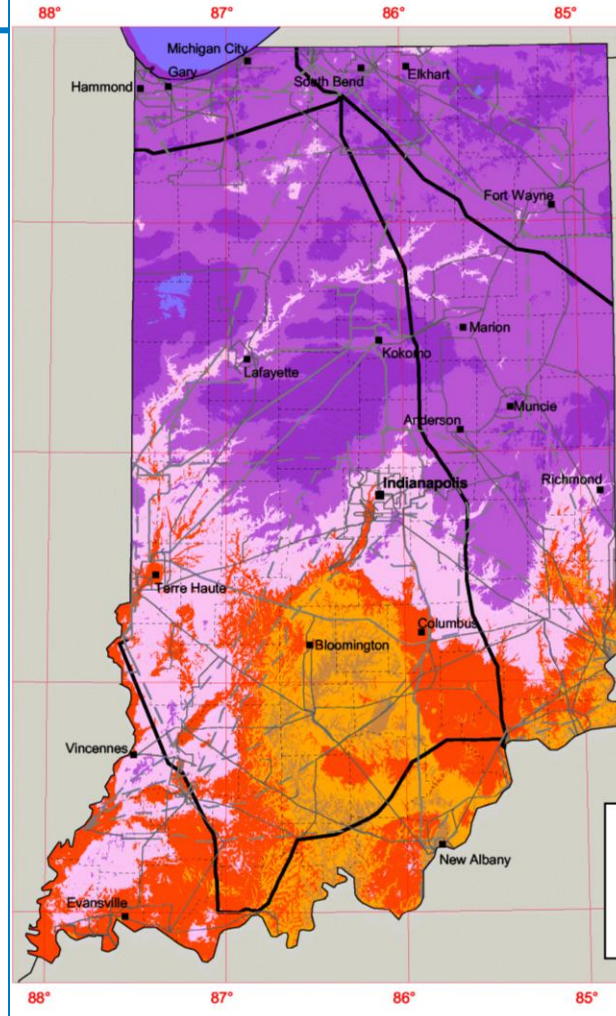 88° 87° 86° 85°
Michigan City
South Bend
Elkhart
Gary
Hammond
Fort Wayne
Marion
Kokomo
Lafayette
Muncie
Anderson
Indianapolis
Richmond
Terre Haute
Columbus
Bloomington
Vincennes
New Albany
Evansville
88° 87° 86° 85°